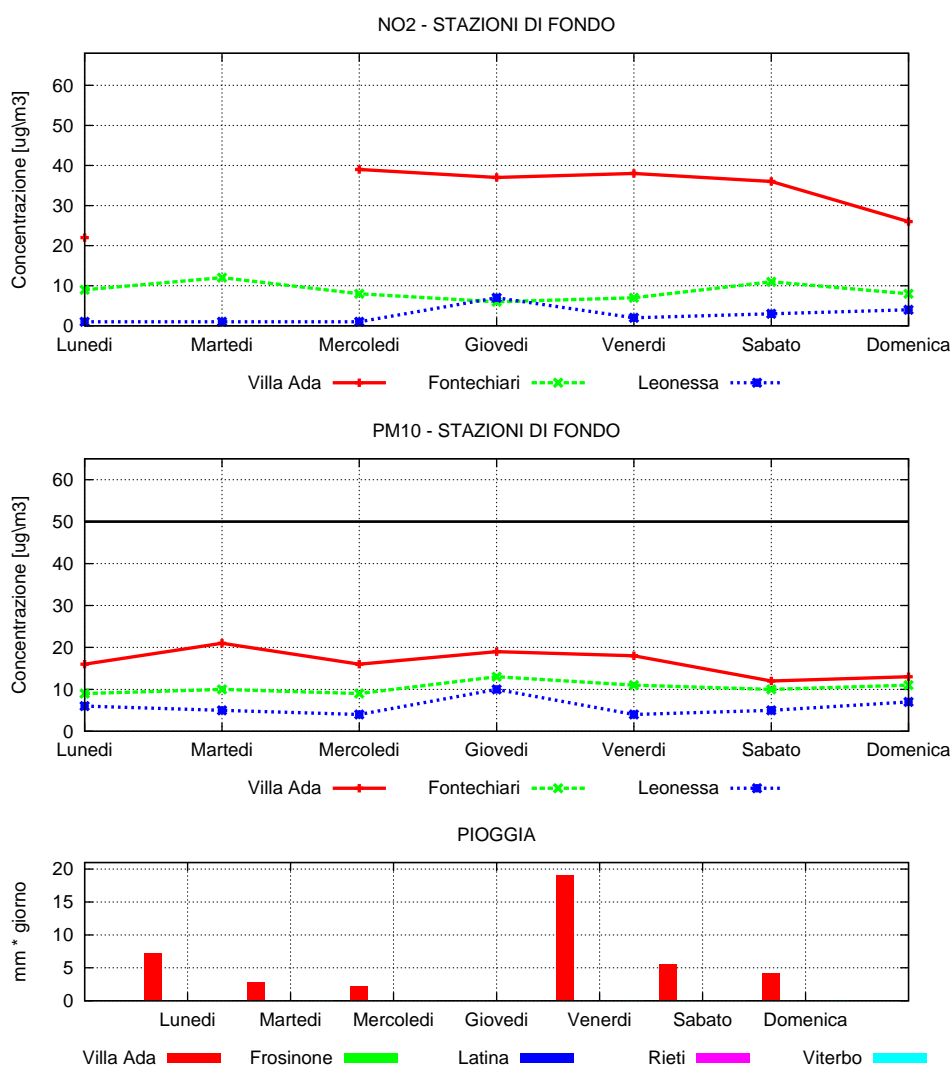 NO2 - STAZIONI DI FONDO
Concentrazione [ug\m3]
60
50
40
30
20
10
0
Lunedi Martedi Mercoledi Giovedi Venerdi Sabato Domenica
Villa Ada Fontechiari Leonessa
PM10 - STAZIONI DI FONDO
Concentrazione [ug\m3]
60
50
40
30
20
10
0
Lunedi Martedi Mercoledi Giovedi Venerdi Sabato Domenica
Villa Ada Fontechiari Leonessa
PIOGGIA
mm * giorno
20
15
10
5
0
Lunedi Martedi Mercoledi Giovedi Venerdi Sabato Domenica
Villa Ada Frosinone Latina Rieti Viterbo